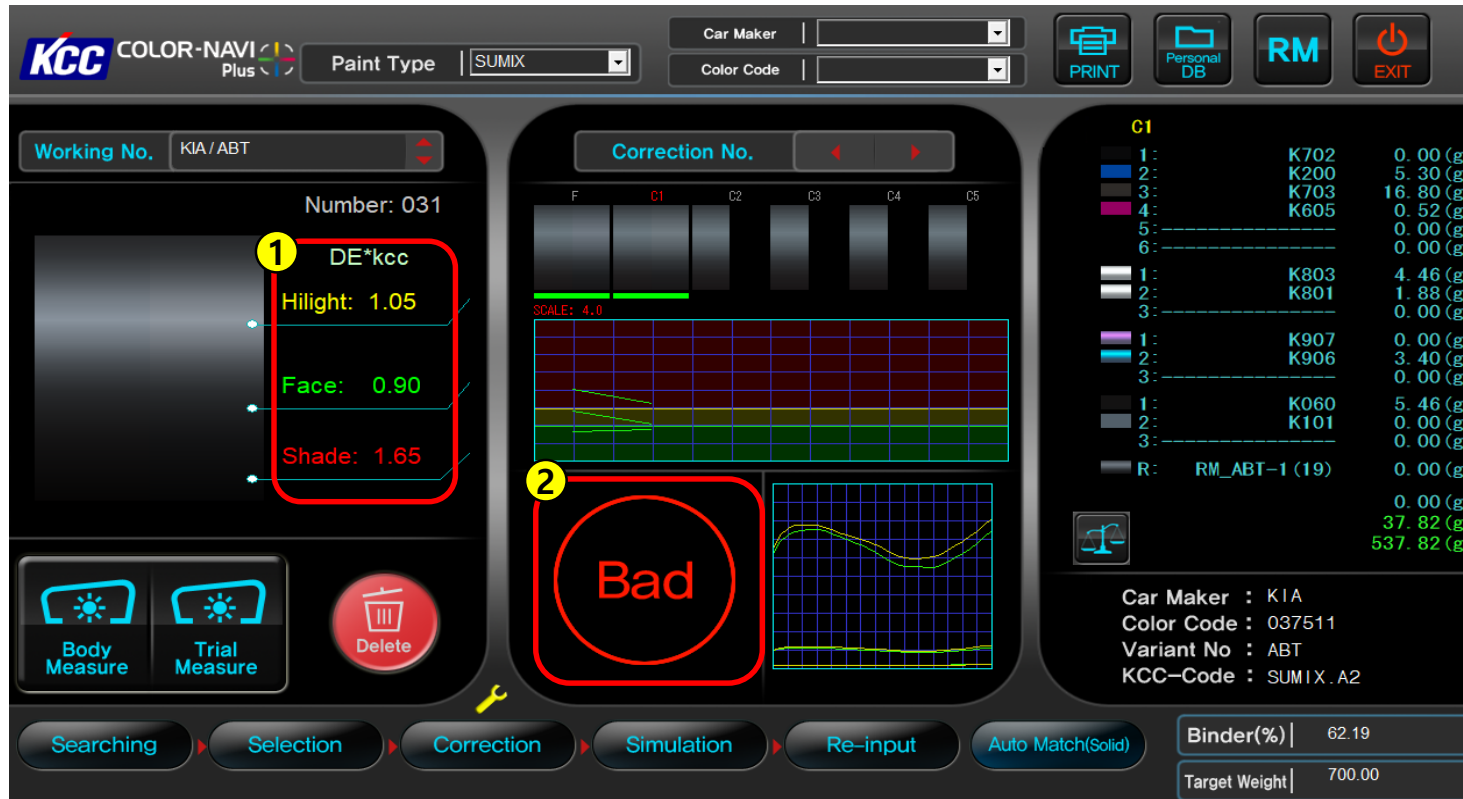 KCC COLOR-NAVI Plus
Paint Type SUMIX
Car Maker
Color Code
PRINT
Personal DB
RM
EXIT
Working No. KIA / ABT
Number: 031
1
DE*kcc
Hilight: 1.05
Face: 0.90
Shade: 1.65
Body Measure
Trial Measure
Delete
Correction No.
F C1 C2 C3 C4 C5
SCALE: 4.0
2
Bad
C1
1: K702 0.00(g
2: K200 5.30(g
3: K703 16.80(g
4: K605 0.52(g
5:---------------- 0.00(g
6:---------------- 0.00(g
1: K803 4.46(g
2: K801 1.88(g
3:---------------- 0.00(g
1: K907 0.00(g
2: K906 3.40(g
3:---------------- 0.00(g
1: K060 5.46(g
2: K101 0.00(g
3:---------------- 0.00(g
R: RM_ABT-1(19) 0.00(g
0.00(g
37.82(g
537.82(g
Car Maker : KIA
Color Code : 037511
Variant No : ABT
KCC-Code : SUMIX.A2
Searching
Selection
Correction
Simulation
Re-input
Auto Match(Solid)
Binder(%) 62.19
Target Weight 700.00